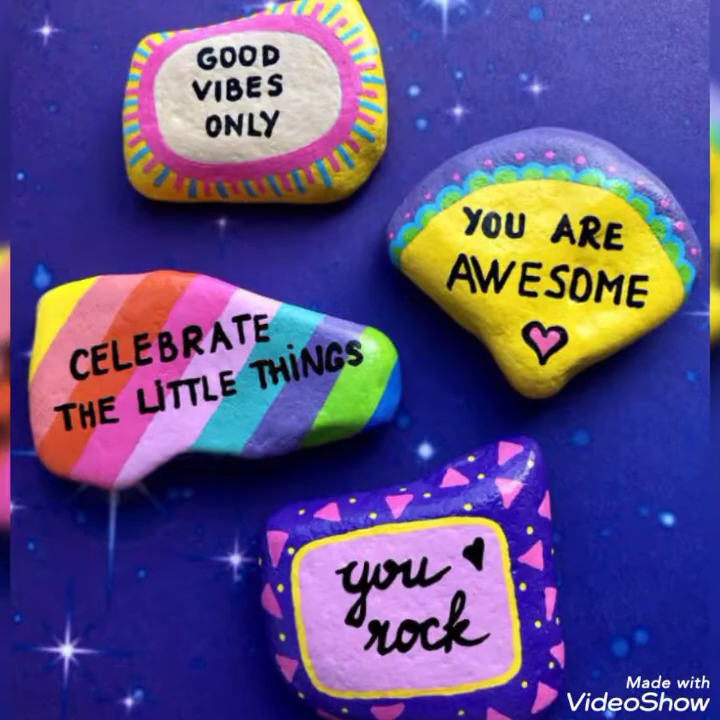 GOOD
VIBES
ONLY
YOU ARE
AWESOME
CELEBRATE
THE LiTTLE THiNGS
you
rock
Made with
VideoShow